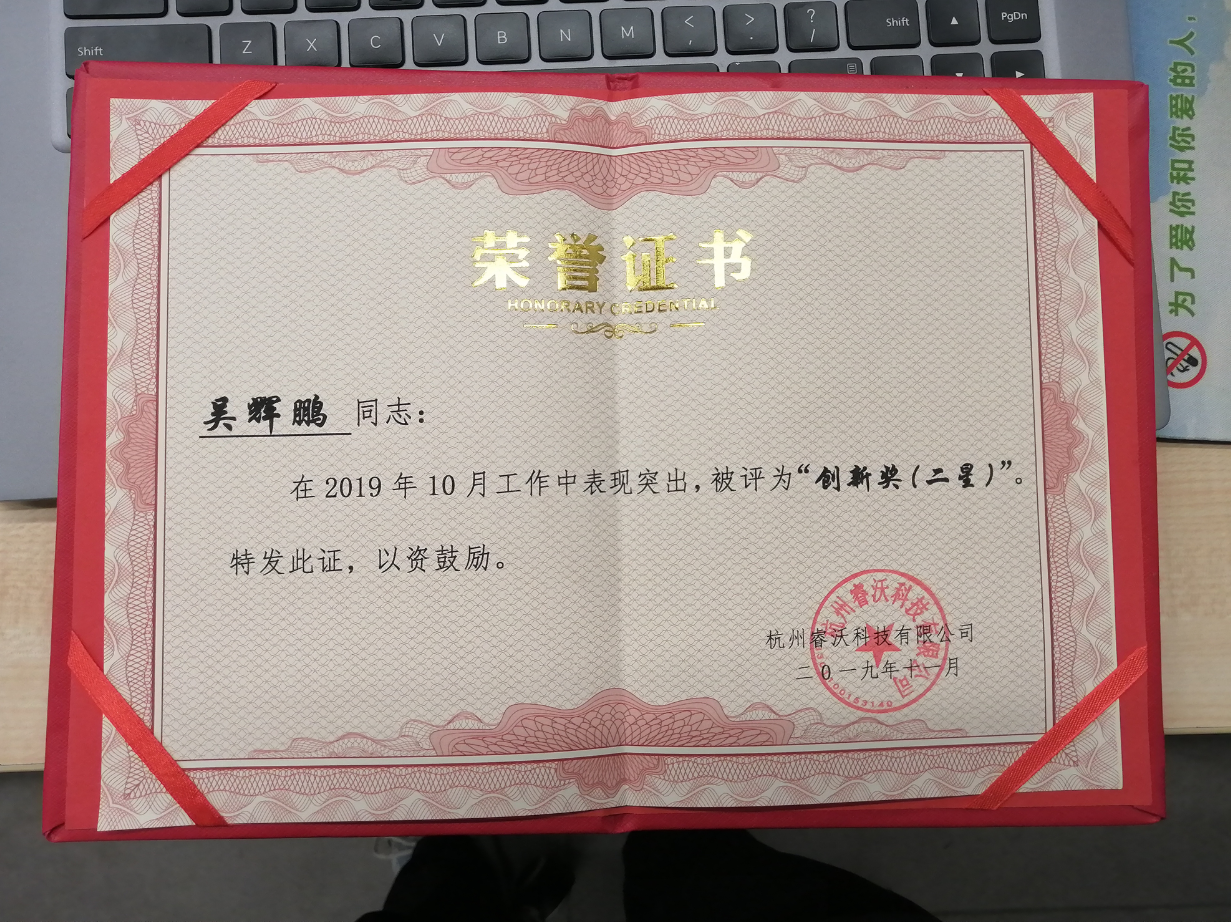 Shift
Z
X
C
V
B
N
M
<
,
>
.
?
/
Shift
PgDn
为了爱你和你爱的人，
荣誉证书
HONORARY CREDENTIAL
吴辉鹏 同志：
在 2019 年 10 月工作中表现突出，被评为“创新奖（二星）”。
特发此证，以资鼓励。
杭州睿沃科技有限公司
二0一九年十一月
杭州睿沃科技有限公司